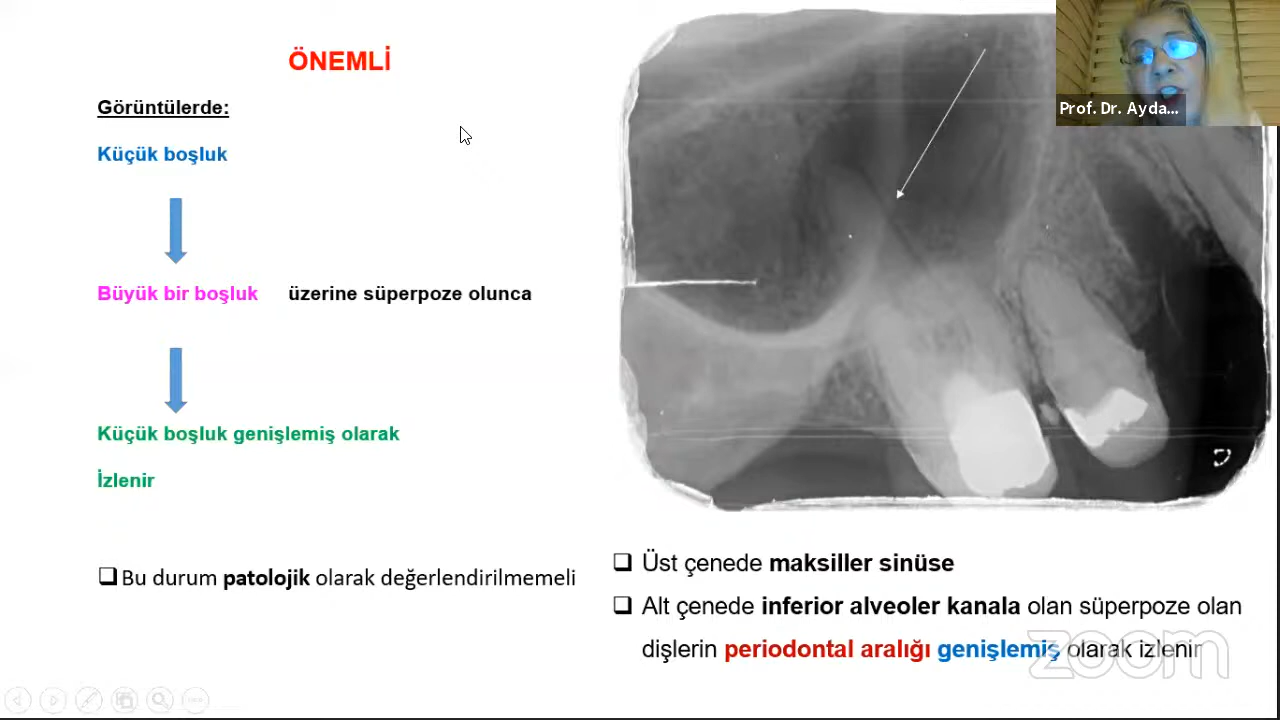 ÖNEMLİ
Görüntülerde:
Küçük boşluk
Büyük bir boşluk üzerine süperpoze olunca
Küçük boşluk genişlemiş olarak
İzlenir
❑Bu durum patolojik olarak değerlendirilmemeli
Prof. Dr. Ayda...
❑ Üst çenede maksiller sinüse
❑ Alt çenede inferior alveoler kanala olan süperpoze olan
dişlerin periodontal aralığı genişlemiş olarak izlenir
zoom